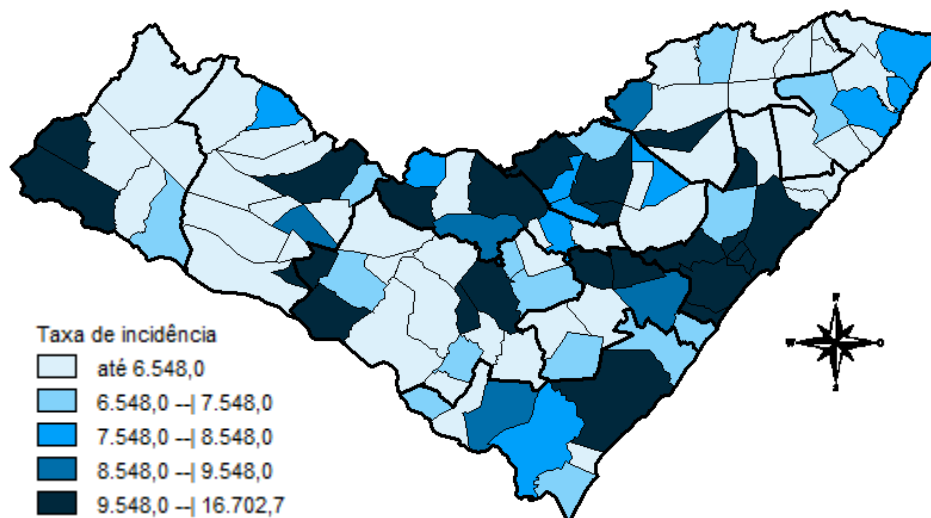 Taxa de incidência
até 6.548,0
6.548,0 --| 7.548,0
7.548,0 --| 8.548,0
8.548,0 --| 9.548,0
9.548,0 --| 16.702,7